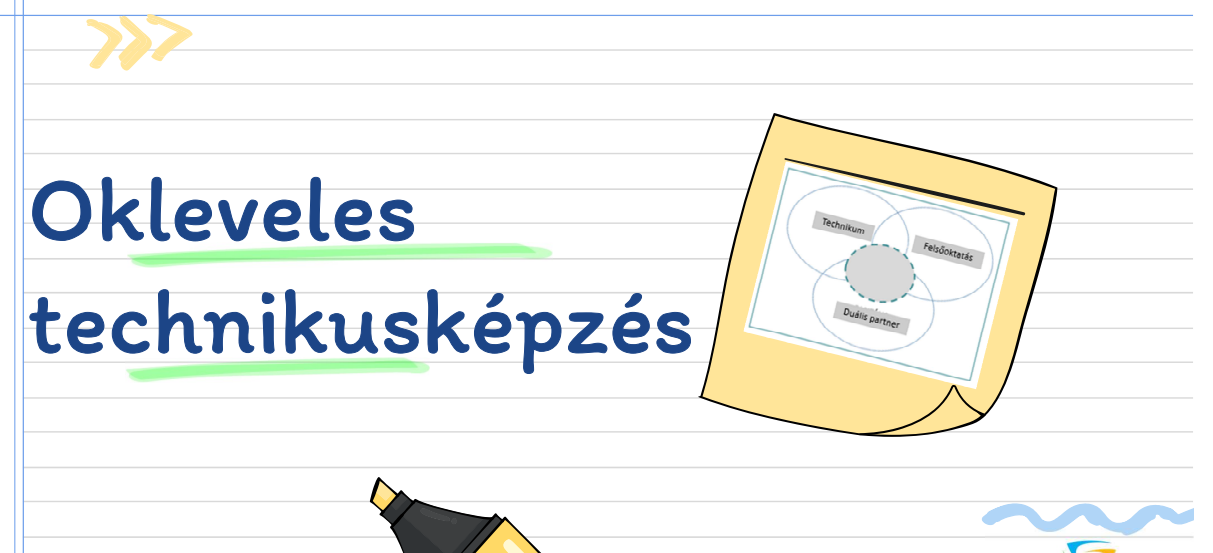 Okleveles
technikusképzés
Technikum
Felsőoktatás
Duális partner